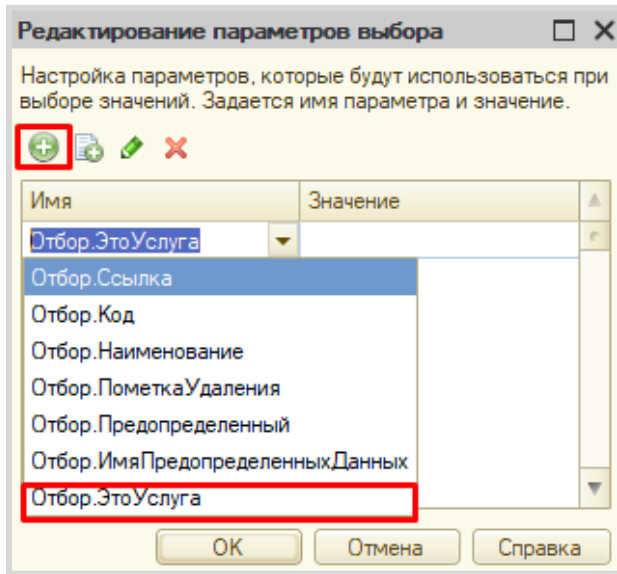 Редактирование параметров выбора
Настройка параметров, которые будут использоваться при
выборе значений. Задается имя параметра и значение.
Имя Значение
Отбор.ЭтоУслуга
Отбор.Ссылка
Отбор.Код
Отбор.Наименование
Отбор.ПометкаУдаления
Отбор.Предопределенный
Отбор.ИмяПредопределенныхДанных
Отбор.ЭтоУслуга
ОК Отмена Справка